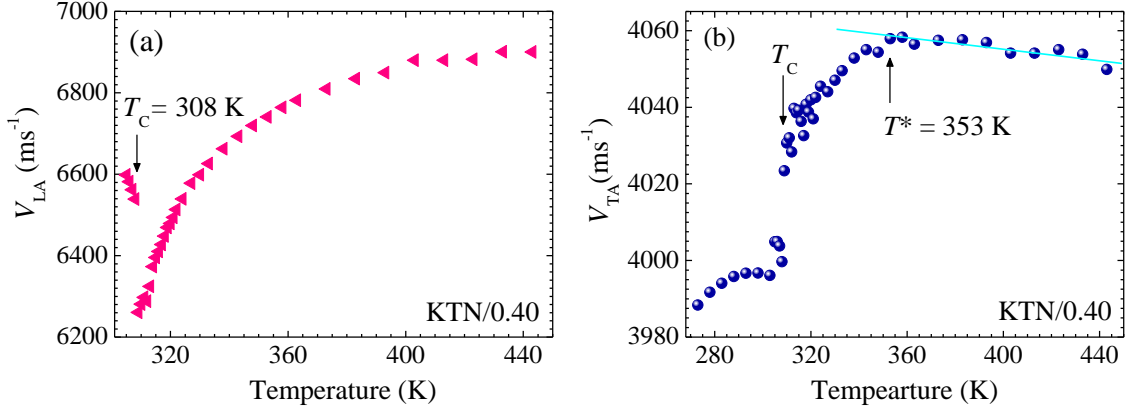 (a)
T_C = 308 K
V_LA (ms⁻¹)
7000
6800
6600
6400
6200
320
360
400
440
KTN/0.40
Temperature (K)
(b)
T_C
T* = 353 K
V_TA(ms⁻¹)
4060
4040
4020
4000
3980
280
320
360
400
440
KTN/0.40
Tempearture (K)